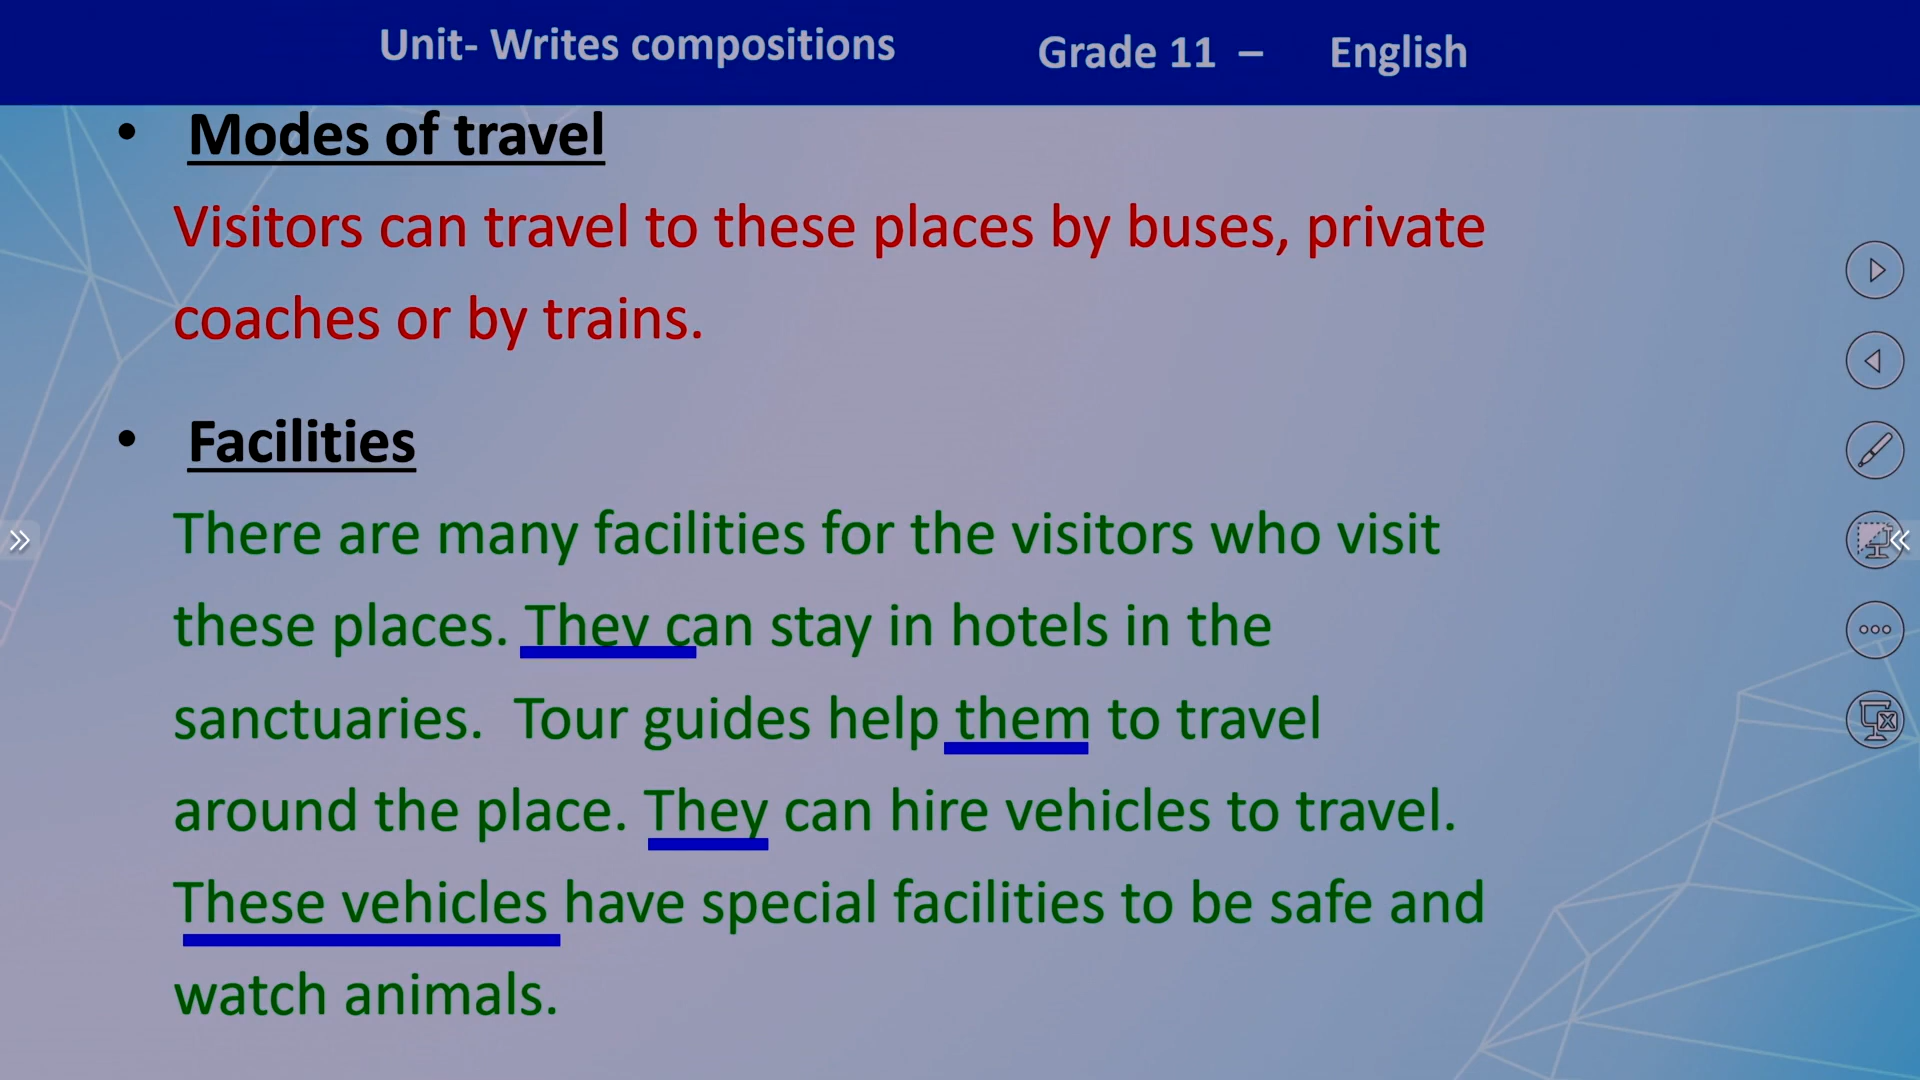 Unit- Writes compositions Grade 11 – English
• Modes of travel
Visitors can travel to these places by buses, private
coaches or by trains.
• Facilities
There are many facilities for the visitors who visit
these places. They can stay in hotels in the
sanctuaries. Tour guides help them to travel
around the place. They can hire vehicles to travel.
These vehicles have special facilities to be safe and
watch animals.